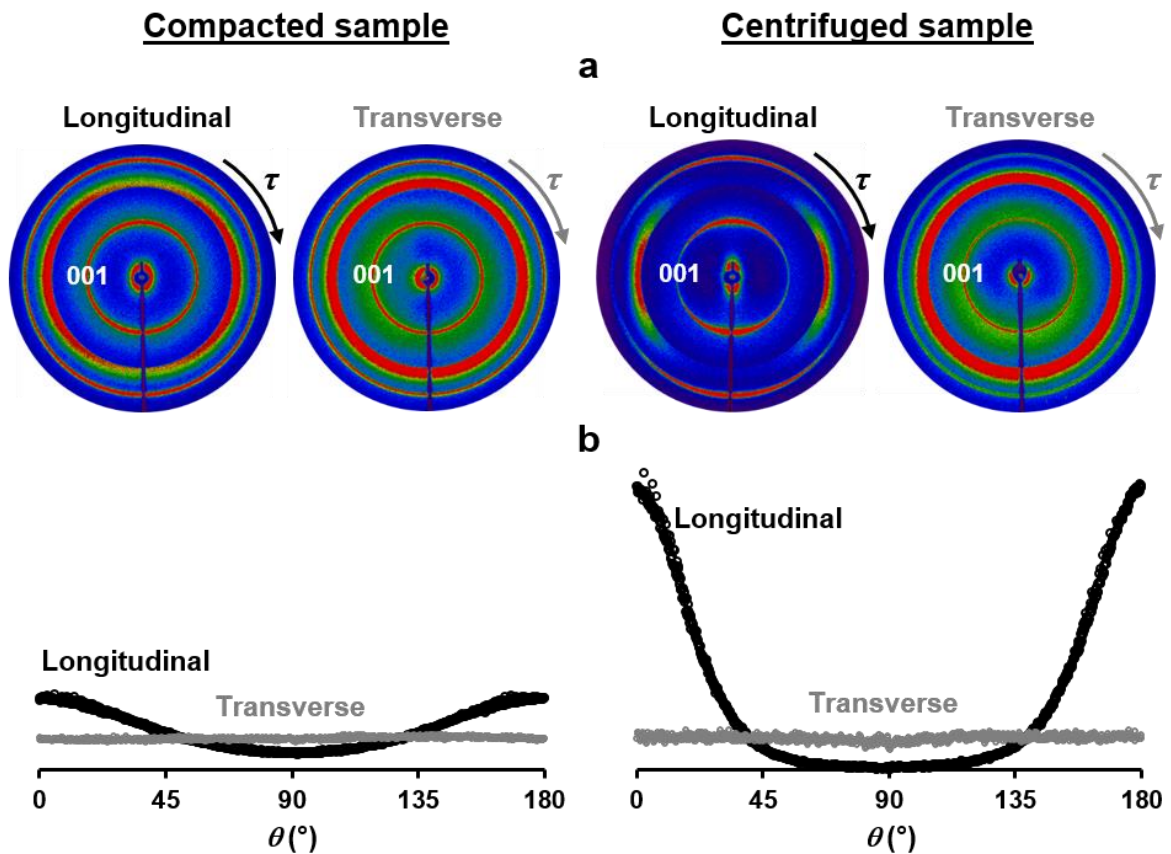 Compacted sample
Centrifuged sample
a
Longitudinal
Transverse
Longitudinal
Transverse
τ
τ
τ
τ
001
001
001
001
b
Longitudinal
Transverse
0
45
90
135
180
θ (°)
Longitudinal
Transverse
0
45
90
135
180
θ (°)